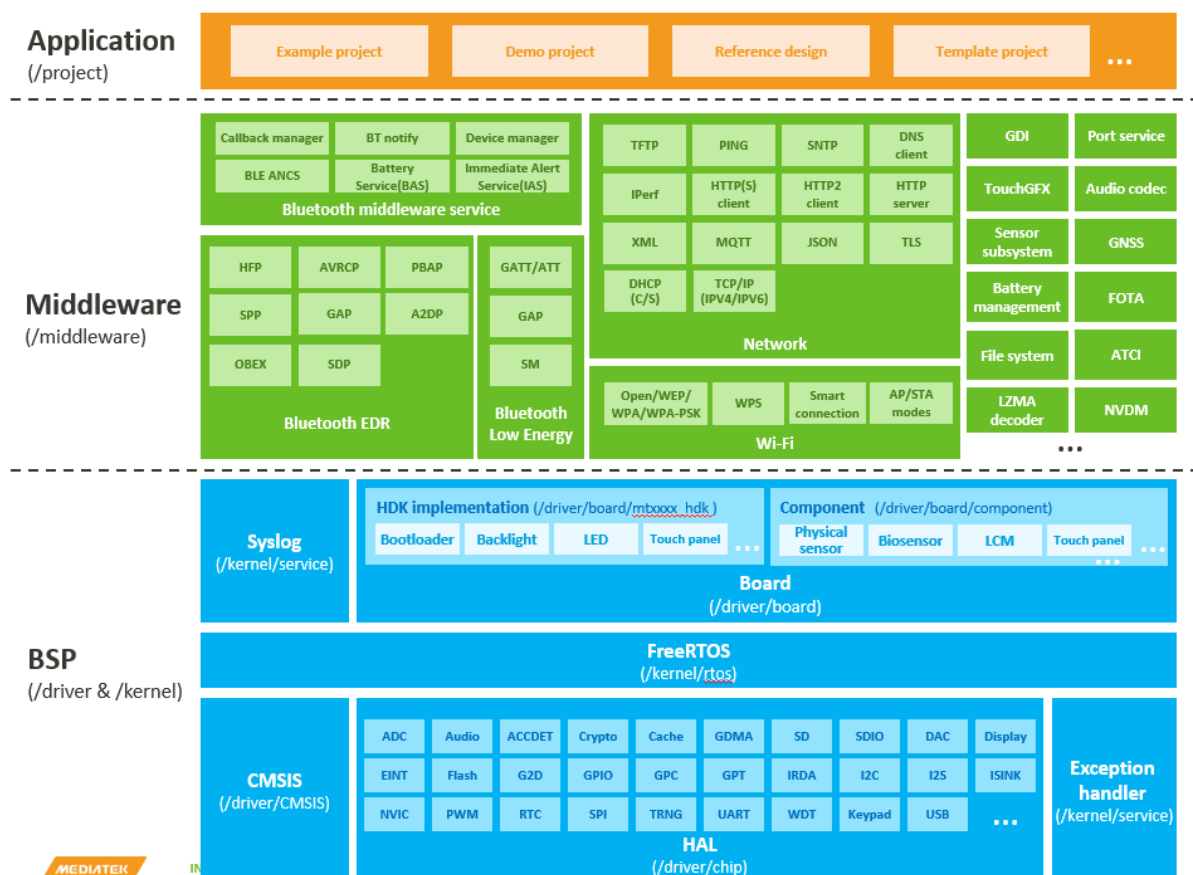 Application
(/project)
Example project
Demo project
Reference design
Template project
...
Middleware
(/middleware)
Callback manager
BT notify
Device manager
BLE ANCS
Battery
Service(BAS)
Immediate Alert
Service(IAS)
Bluetooth middleware service
HFP
AVRCP
PBAP
SPP
GAP
A2DP
OBEX
SDP
Bluetooth EDR
GATT/ATT
GAP
SM
Bluetooth
Low Energy
TFTP
PING
SNTP
DNS
client
IPerf
HTTP(S)
client
HTTP2
client
HTTP
server
XML
MQTT
JSON
TLS
DHCP
(C/S)
TCP/IP
(IPV4/IPV6)
Network
Open/WEP/
WPA/WPA-PSK
WPS
Smart
connection
AP/STA
modes
Wi-Fi
GDI
Port service
TouchGFX
Audio codec
Sensor
subsystem
GNSS
Battery
management
FOTA
File system
ATCI
LZMA
decoder
NVDM
...
BSP
(/driver & /kernel)
Syslog
(/kernel/service)
HDK implementation (/driver/board/mtxxxx_hdk )
Bootloader
Backlight
LED
Touch panel
...
Component (/driver/board/component)
Physical
sensor
Biosensor
LCM
Touch panel
...
...
Board
(/driver/board)
FreeRTOS
(/kernel/rtos)
CMSIS
(/driver/CMSIS)
ADC
Audio
ACCDET
Crypto
Cache
GDMA
SD
SDIO
DAC
Display
EINT
Flash
G2D
GPIO
GPC
GPT
IRDA
I2C
I2S
ISINK
NVIC
PWM
RTC
SPI
TRNG
UART
WDT
Keypad
USB
...
HAL
(/driver/chip)
Exception
handler
(/kernel/service)
MEDIATEK